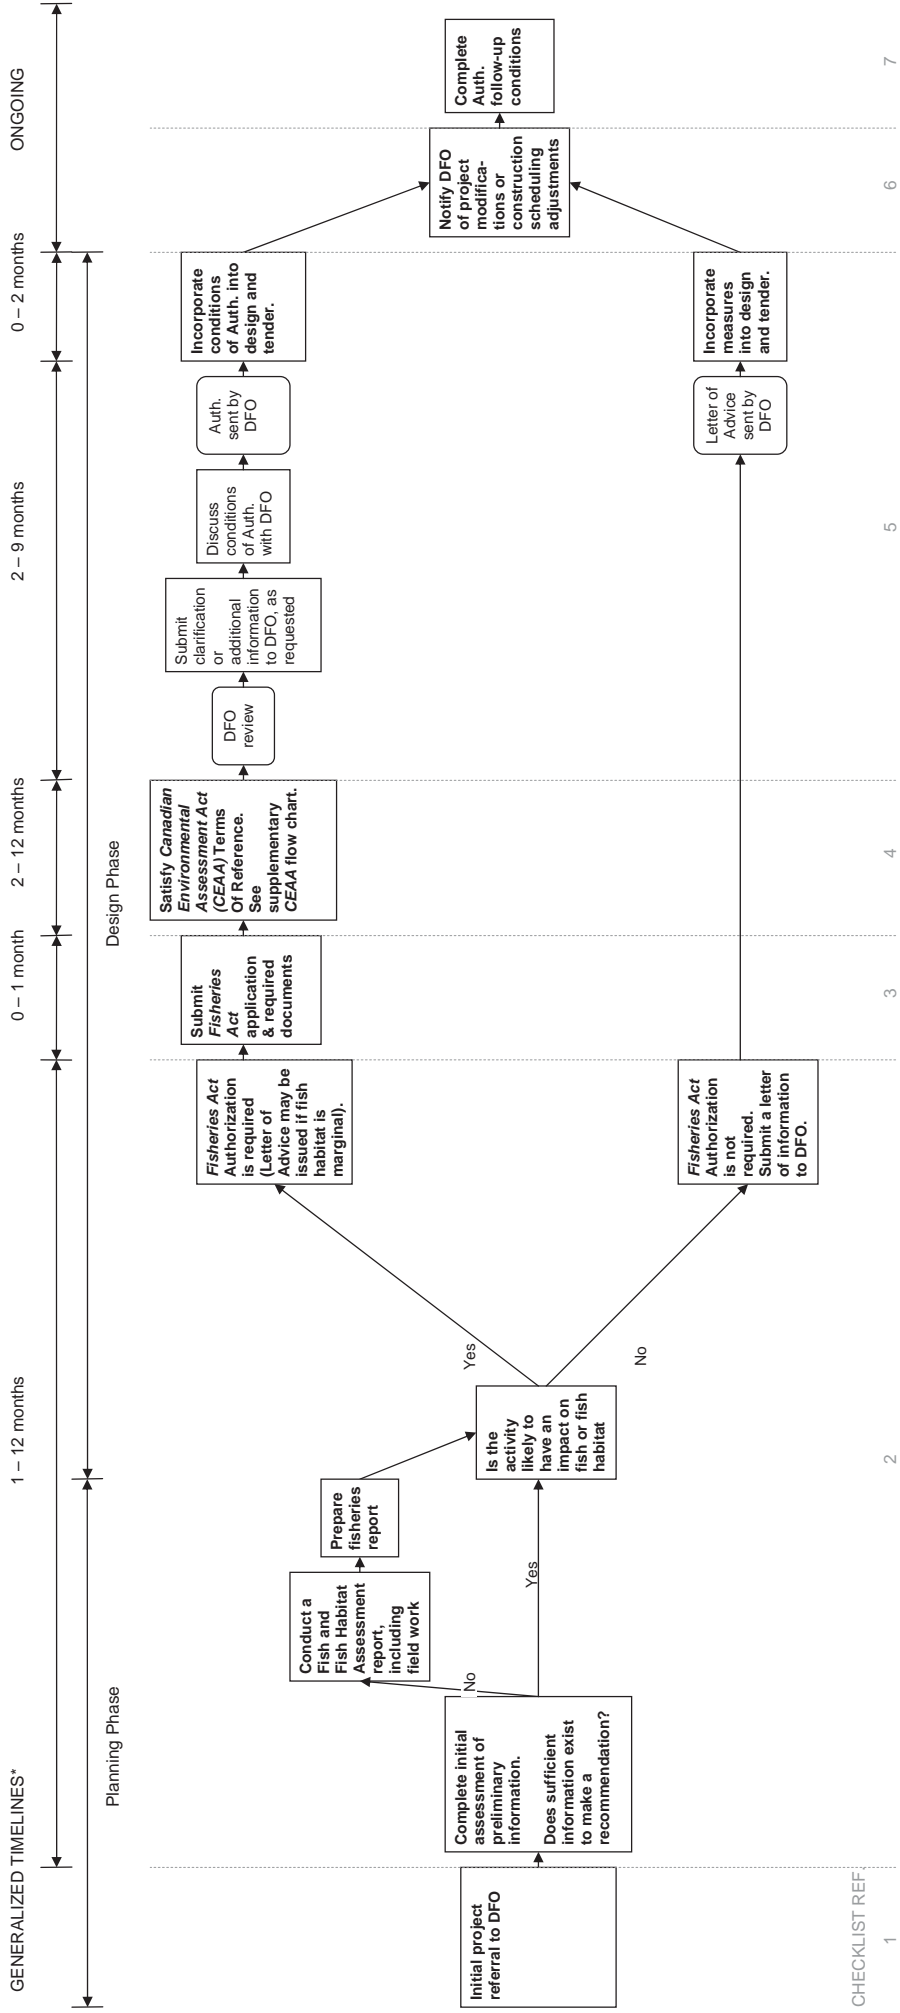 GENERALIZED TIMELINES*
1 – 12 months
0 – 1 month
2 – 12 months
2 – 9 months
0 – 2 months
ONGOING
Planning Phase
Design Phase
Initial project
referral to DFO
Complete initial
assessment of
preliminary
information.
Does sufficient
information exist
to make a
recommendation?
No
Yes
Conduct a
Fish and
Fish Habitat
Assessment
report,
including
field work
Prepare
fisheries
report
Is the
activity
likely to
have an
impact on
fish or fish
habitat
Yes
No
Fisheries Act
Authorization
is required
(Letter of
Advice may be
issued if fish
habitat is
marginal).
Submit
Fisheries
Act
application
& required
documents
Satisfy Canadian
Environmental
Assessment Act
(CEAA) Terms
Of Reference.
See
supplementary
CEAA flow chart.
DFO
review
Submit
clarification
or
additional
information
to DFO, as
requested
Discuss
conditions
of Auth.
with DFO
Auth.
sent by
DFO
Incorporate
conditions
of Auth. into
design and
tender.
Fisheries Act
Authorization
is not
required.
Submit a letter
of information
to DFO.
Letter of
Advice
sent by
DFO
Incorporate
measures
into design
and tender.
Notify DFO
of project
modifica-
tions or
construction
scheduling
adjustments
Complete
Auth.
follow-up
conditions
CHECKLIST REF.
1
2
3
4
5
6
7